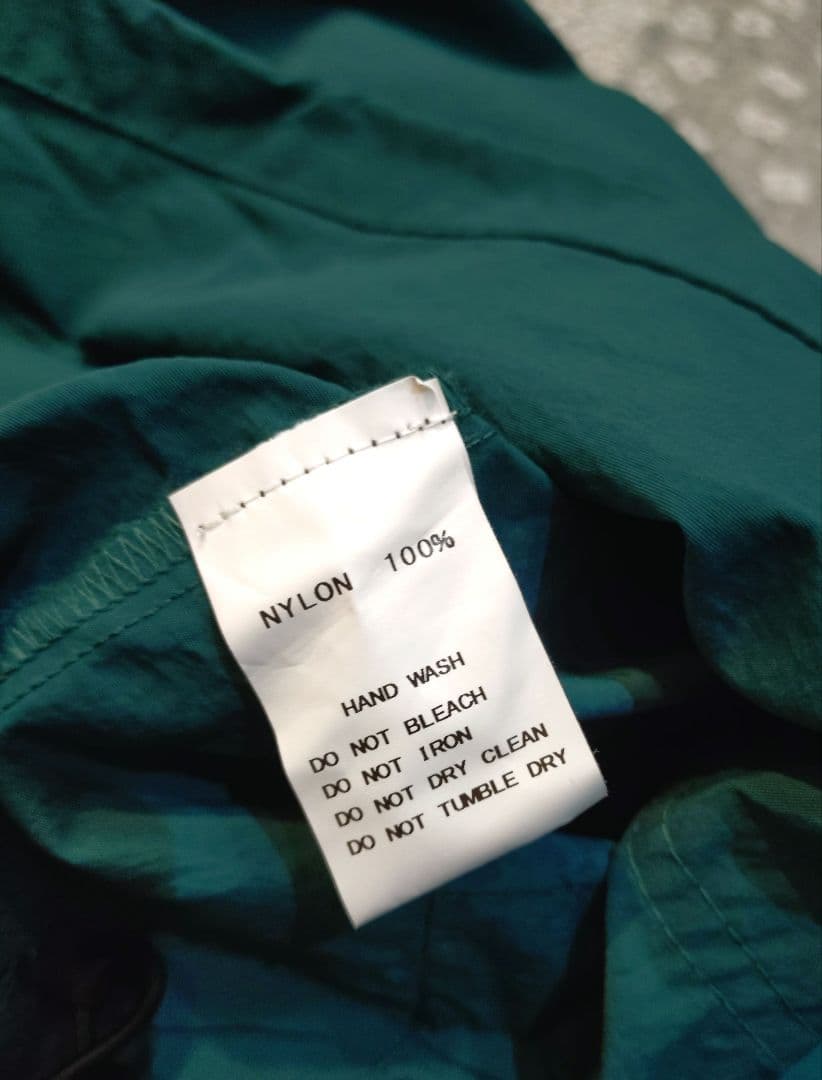 NYLON 100%
HAND WASH
DO NOT BLEACH
DO NOT IRON
DO NOT DRY CLEAN
DO NOT TUMBLE DRY